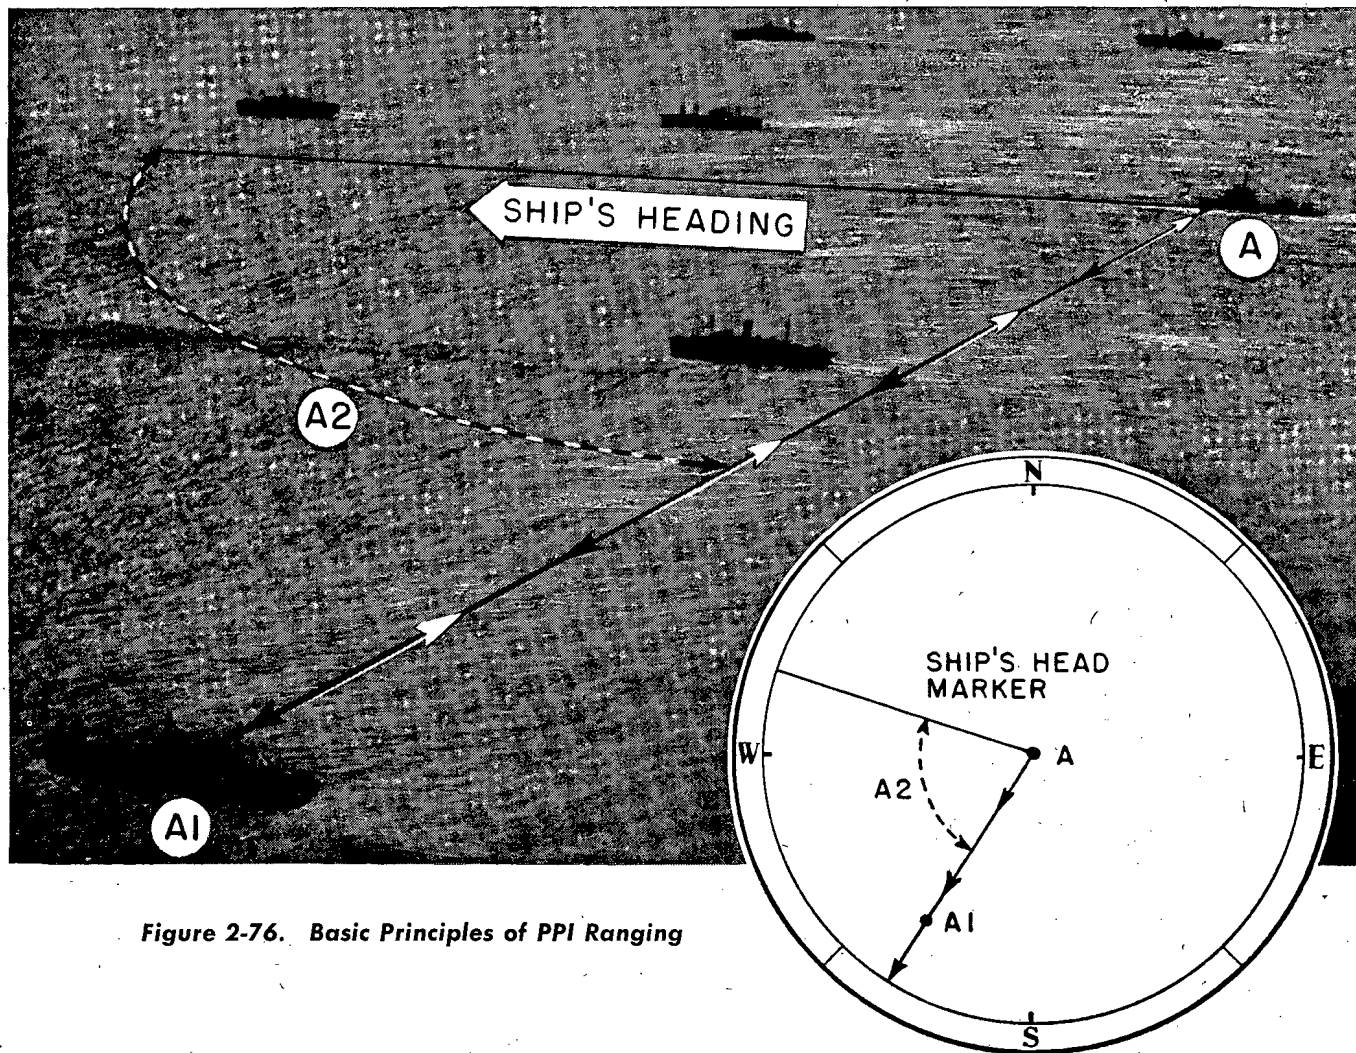 SHIP'S HEADING
A
A2
N
SHIP'S HEAD
MARKER
W
A
E
A2
A1
A1
S
Figure 2-76. Basic Principles of PPI Ranging